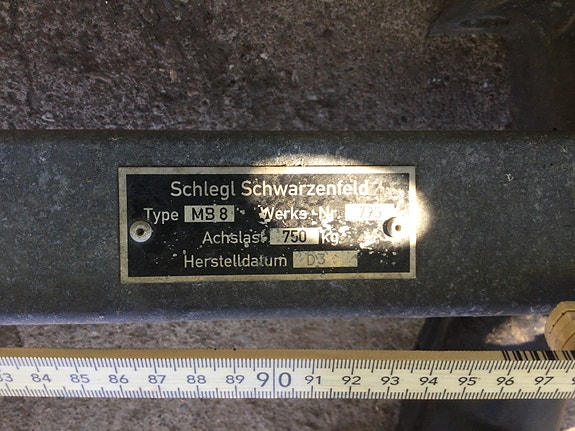 Schlegl Schwarzenfeld
Type MB 8 Werks-Nr.
Achslast 750 Kg
Herstelldatum
83 84 85 86 87 88 89 90 91 92 93 94 95 96 97